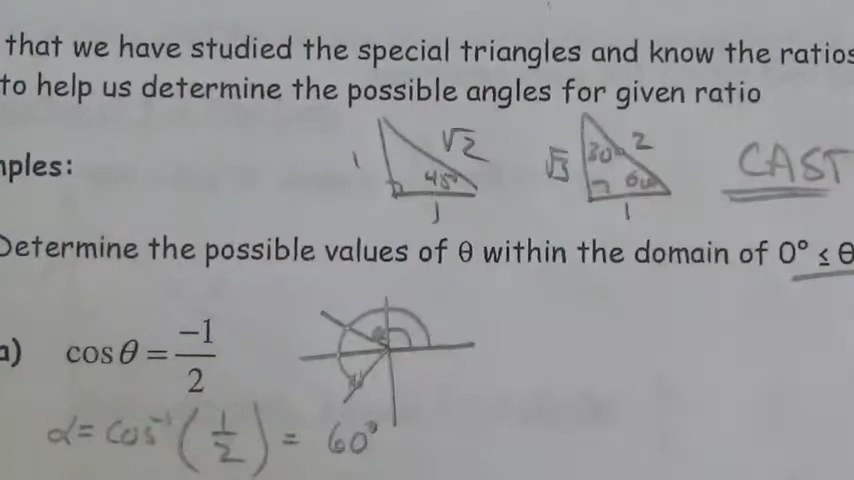 that we have studied the special triangles and know the ratios
to help us determine the possible angles for given ratio
mples:
1 √2 45° 1
√3 30° 2 60° 1
CAST
Determine the possible values of θ within the domain of 0° ≤ θ
a) cos θ = -1/2
α = cos⁻¹ (1/2) = 60°